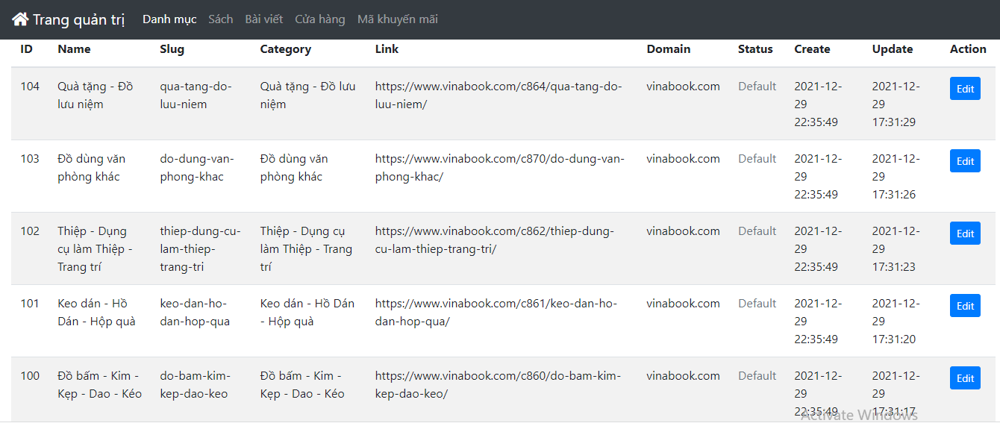 Trang quản trị Danh mục Sách Bài viết Cửa hàng Mã khuyến mãi
ID Name Slug Category Link Domain Status Create Update Action
104 Quà tặng - Đồ qua-tang-do- Quà tặng - Đồ lưu https://www.vinabook.com/c864/qua-tang-do- vinabook.com Default 2021-12- 2021-12- Edit
lưu niệm luu-niem niệm luu-niem/ 29 29
22:35:49 17:31:29
103 Đồ dùng văn do-dung-van- Đồ dùng văn https://www.vinabook.com/c870/do-dung-van- vinabook.com Default 2021-12- 2021-12- Edit
phòng khác phong-khac phòng khác phong-khac/ 29 29
22:35:49 17:31:26
102 Thiệp - Dụng thiep-dung-cu- Thiệp - Dụng cụ https://www.vinabook.com/c862/thiep-dung- vinabook.com Default 2021-12- 2021-12- Edit
cụ làm Thiệp - lam-thiep- làm Thiệp - Trang cu-lam-thiep-trang-tri/ 29 29
Trang trí trang-tri trí 22:35:49 17:31:23
101 Keo dán - Hồ keo-dan-ho- Keo dán - Hồ Dán https://www.vinabook.com/c861/keo-dan-ho- vinabook.com Default 2021-12- 2021-12- Edit
Dán - Hộp quà dan-hop-qua - Hộp quà dan-hop-qua/ 29 29
22:35:49 17:31:20
100 Đồ bấm - Kim - do-bam-kim- Đồ bấm - Kim - https://www.vinabook.com/c860/do-bam-kim- vinabook.com Default 2021-12- 2021-12- Edit
Kẹp - Dao - Kéo kep-dao-keo Kẹp - Dao - Kéo kep-dao-keo/ 29 29
22:35:49 17:31:17
Activate Windows